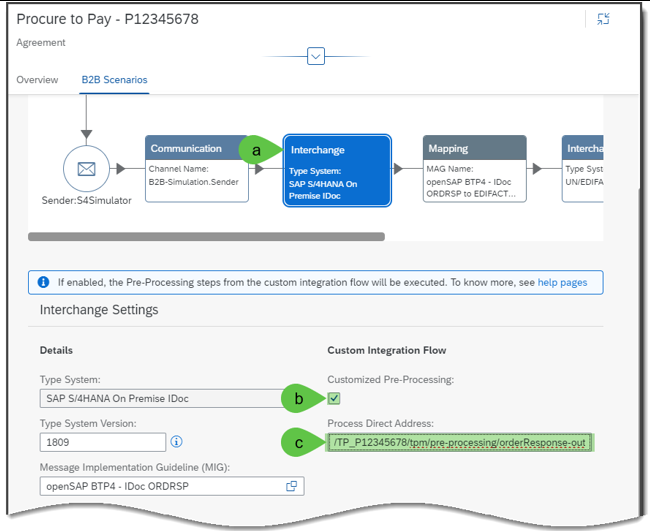 Procure to Pay - P12345678
Agreement
Overview
B2B Scenarios
Communication
Channel Name:
B2B-Simulation.Sender
a
Interchange
Type System:
SAP S/4HANA On
Premise IDoc
Mapping
MAG Name:
openSAP BTP4 - IDoc
ORDRSP to EDIFACT...
Intercha
Type Syst
UN/EDIFA
Sender:S4Simulator
If enabled, the Pre-Processing steps from the custom integration flow will be executed. To know more, see help pages
Interchange Settings
Details
Custom Integration Flow
Type System:
Customized Pre-Processing:
SAP S/4HANA On Premise IDoc
b
Type System Version:
Process Direct Address:
1809
c
/TP_P12345678/tpm/pre-processing/orderResponse-out
Message Implementation Guideline (MIG):
openSAP BTP4 - IDoc ORDRSP